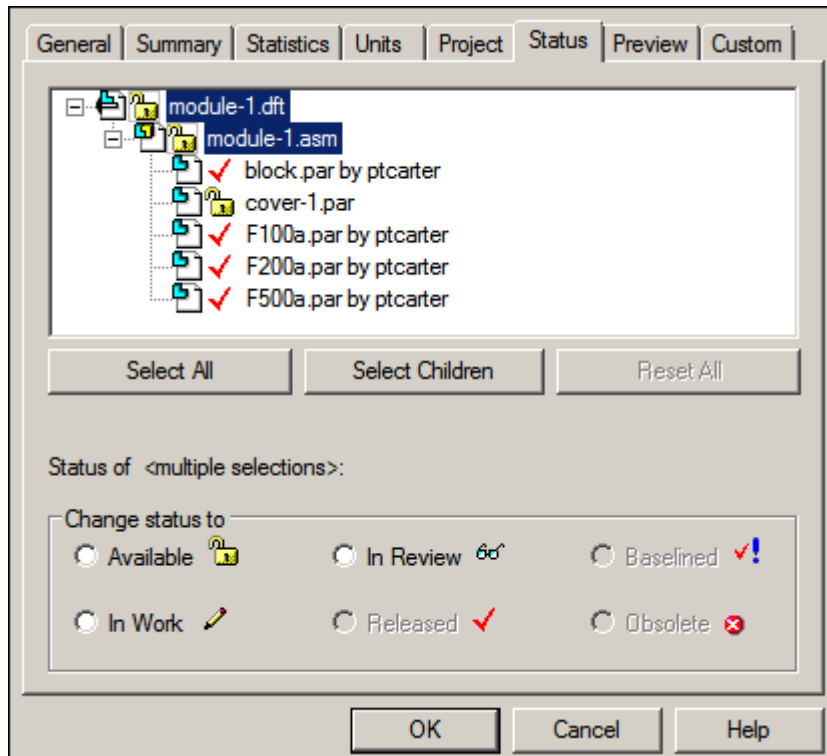 General Summary Statistics Units Project Status Preview Custom
module-1.dft
module-1.asm
block.par by ptcarter
cover-1.par
F100a.par by ptcarter
F200a.par by ptcarter
F500a.par by ptcarter
Select All Select Children Reset All
Status of <multiple selections>:
Change status to
Available In Review Baselined
In Work Released Obsolete
OK Cancel Help